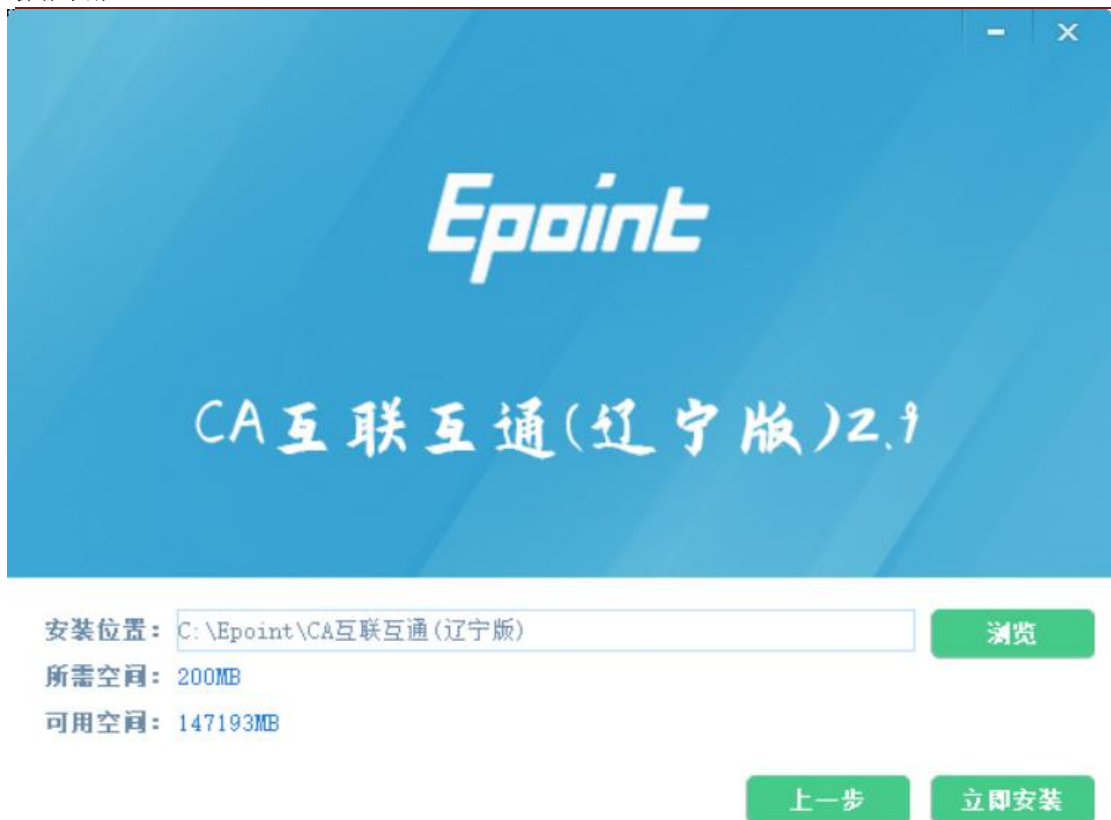 Epoint
CA互联互通(辽宁版)2.9
安装位置: C:\Epoint\CA互联互通(辽宁版) 浏览
所需空间: 200MB
可用空间: 147193MB
上一步 立即安装